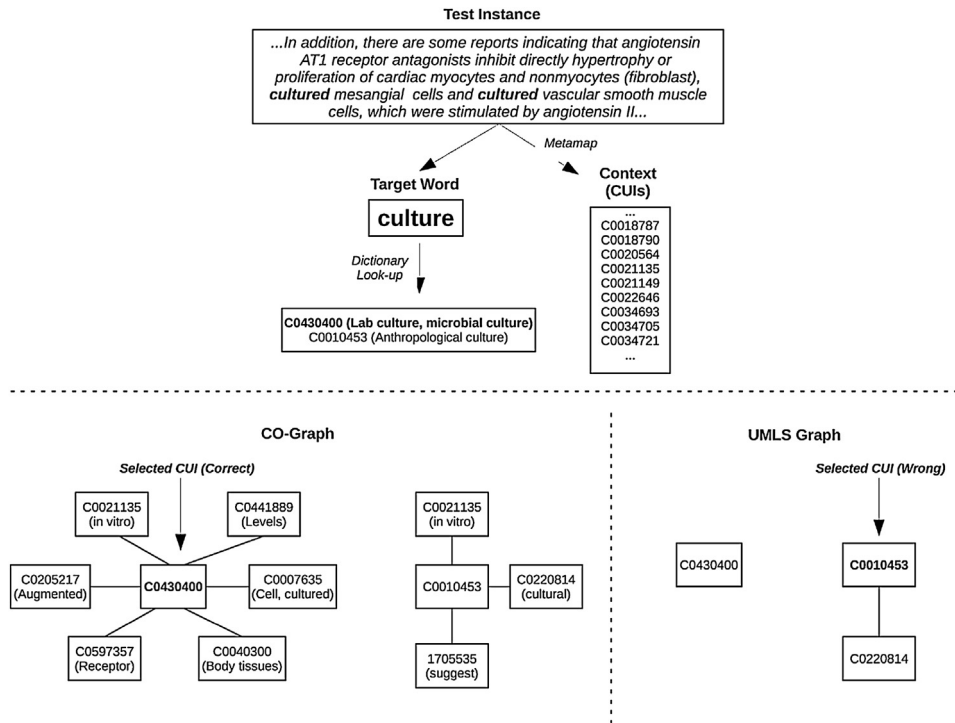 Test Instance
...In addition, there are some reports indicating that angiotensin
AT1 receptor antagonists inhibit directly hypertrophy or
proliferation of cardiac myocytes and nonmyocytes (fibroblast),
cultured mesangial cells and cultured vascular smooth muscle
cells, which were stimulated by angiotensin II...
Metamap
Target Word
culture
Context
(CUIs)
...
C0018787
C0018790
C0020564
C0021135
C0021149
C0022646
C0034693
C0034705
C0034721
...
Dictionary
Look-up
C0430400 (Lab culture, microbial culture)
C0010453 (Anthropological culture)
CO-Graph
Selected CUI (Correct)
C0021135
(in vitro)
C0441889
(Levels)
C0205217
(Augmented)
C0430400
C0007635
(Cell, cultured)
C0597357
(Receptor)
C0040300
(Body tissues)
C0021135
(in vitro)
C0010453
C0220814
(cultural)
1705535
(suggest)
UMLS Graph
Selected CUI (Wrong)
C0430400
C0010453
C0220814